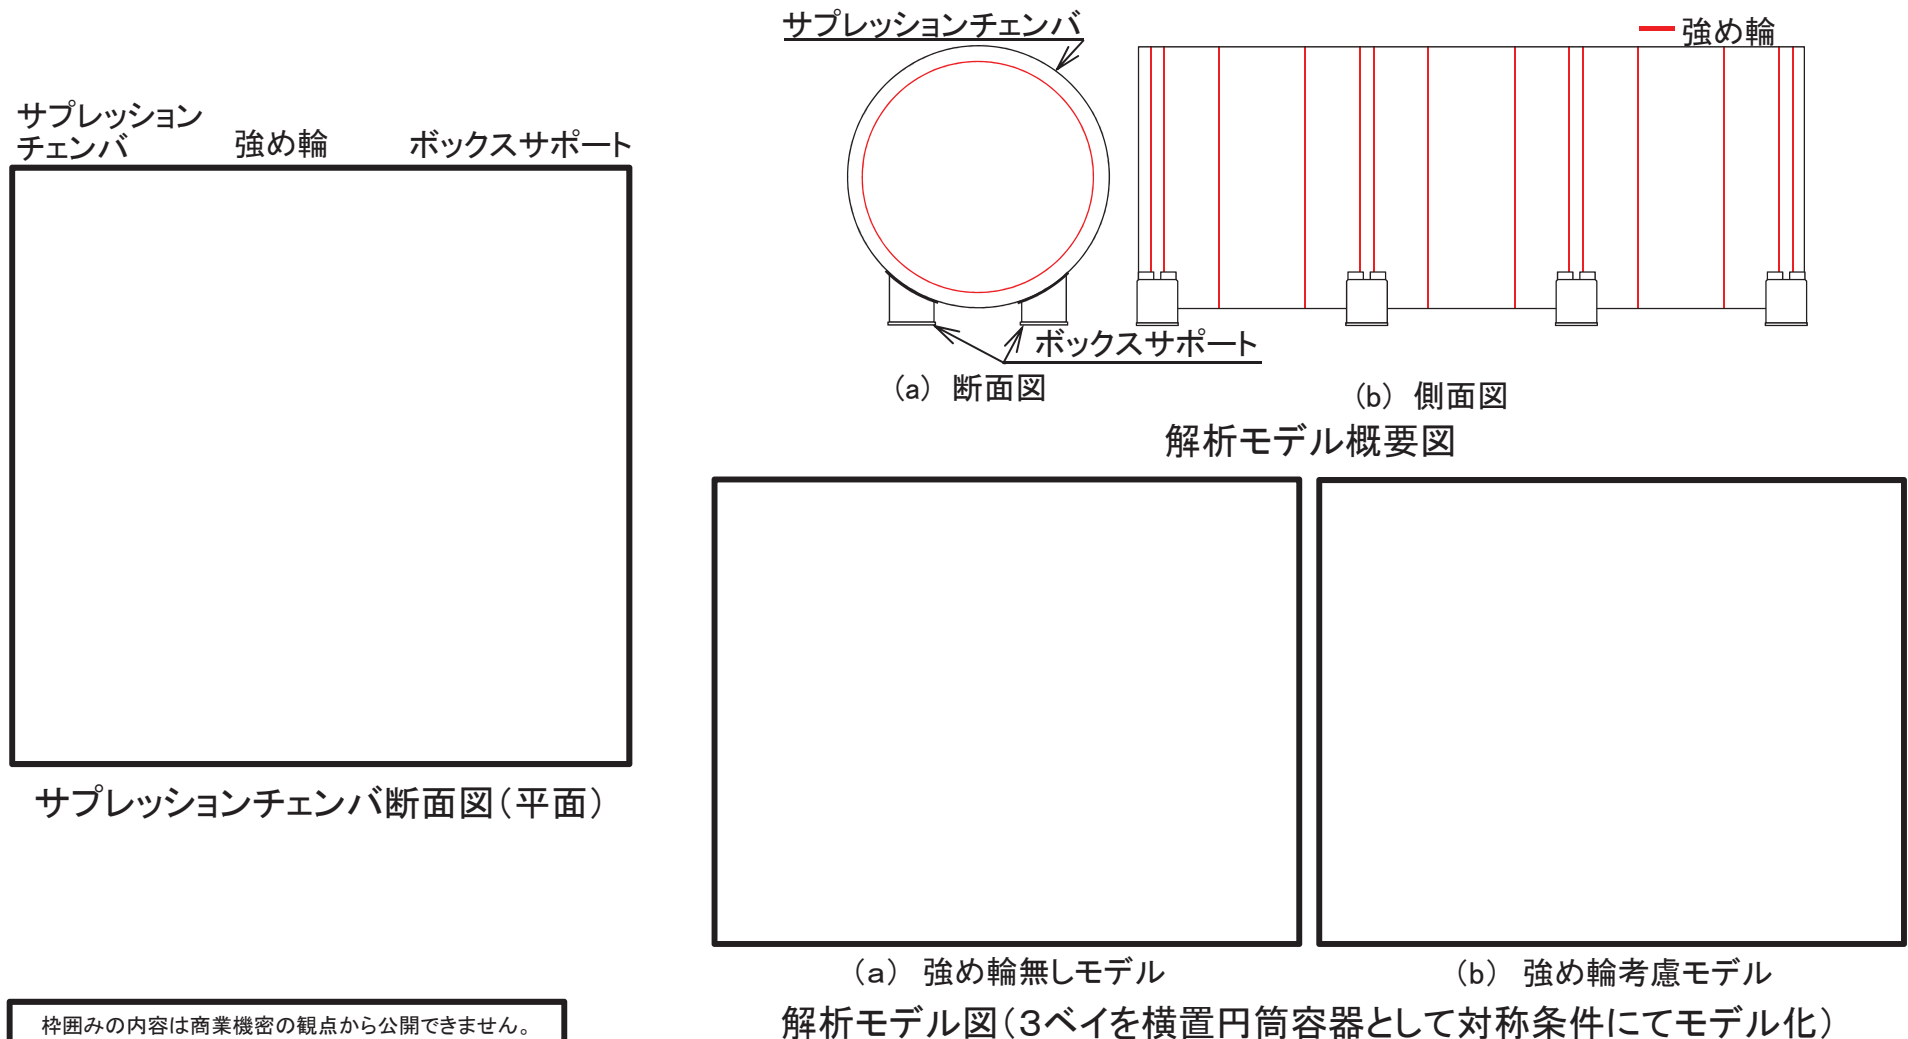 サプレッションチェンバ
強め輪
サプレッション
チェンバ
強め輪
ボックスサポート
ボックスサポート
(a) 断面図
(b) 側面図
解析モデル概要図
サプレッションチェンバ断面図(平面)
(a) 強め輪無しモデル
(b) 強め輪考慮モデル
解析モデル図(3ベイを横置円筒容器として対称条件にてモデル化)
枠囲みの内容は商業機密の観点から公開できません。